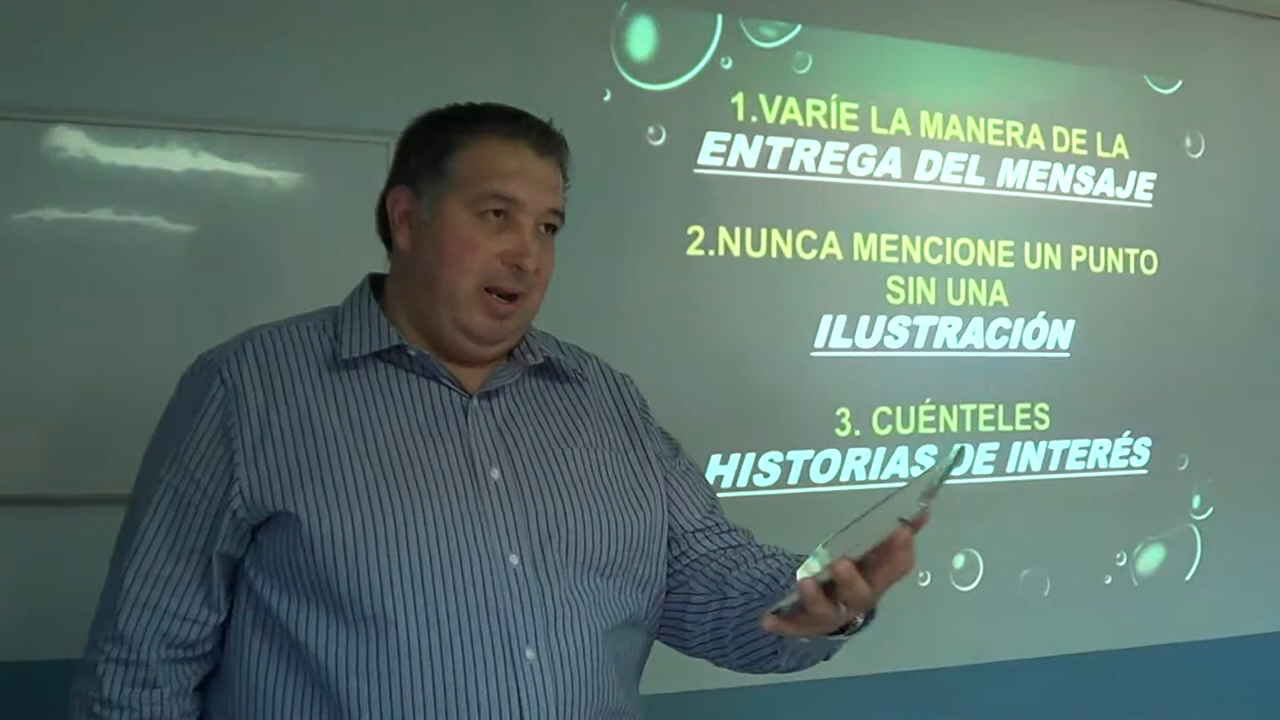 1.VARÍE LA MANERA DE LA
ENTREGA DEL MENSAJE
2.NUNCA MENCIONE UN PUNTO
SIN UNA
ILUSTRACIÓN
3. CUÉNTELES
HISTORIAS DE INTERÉS